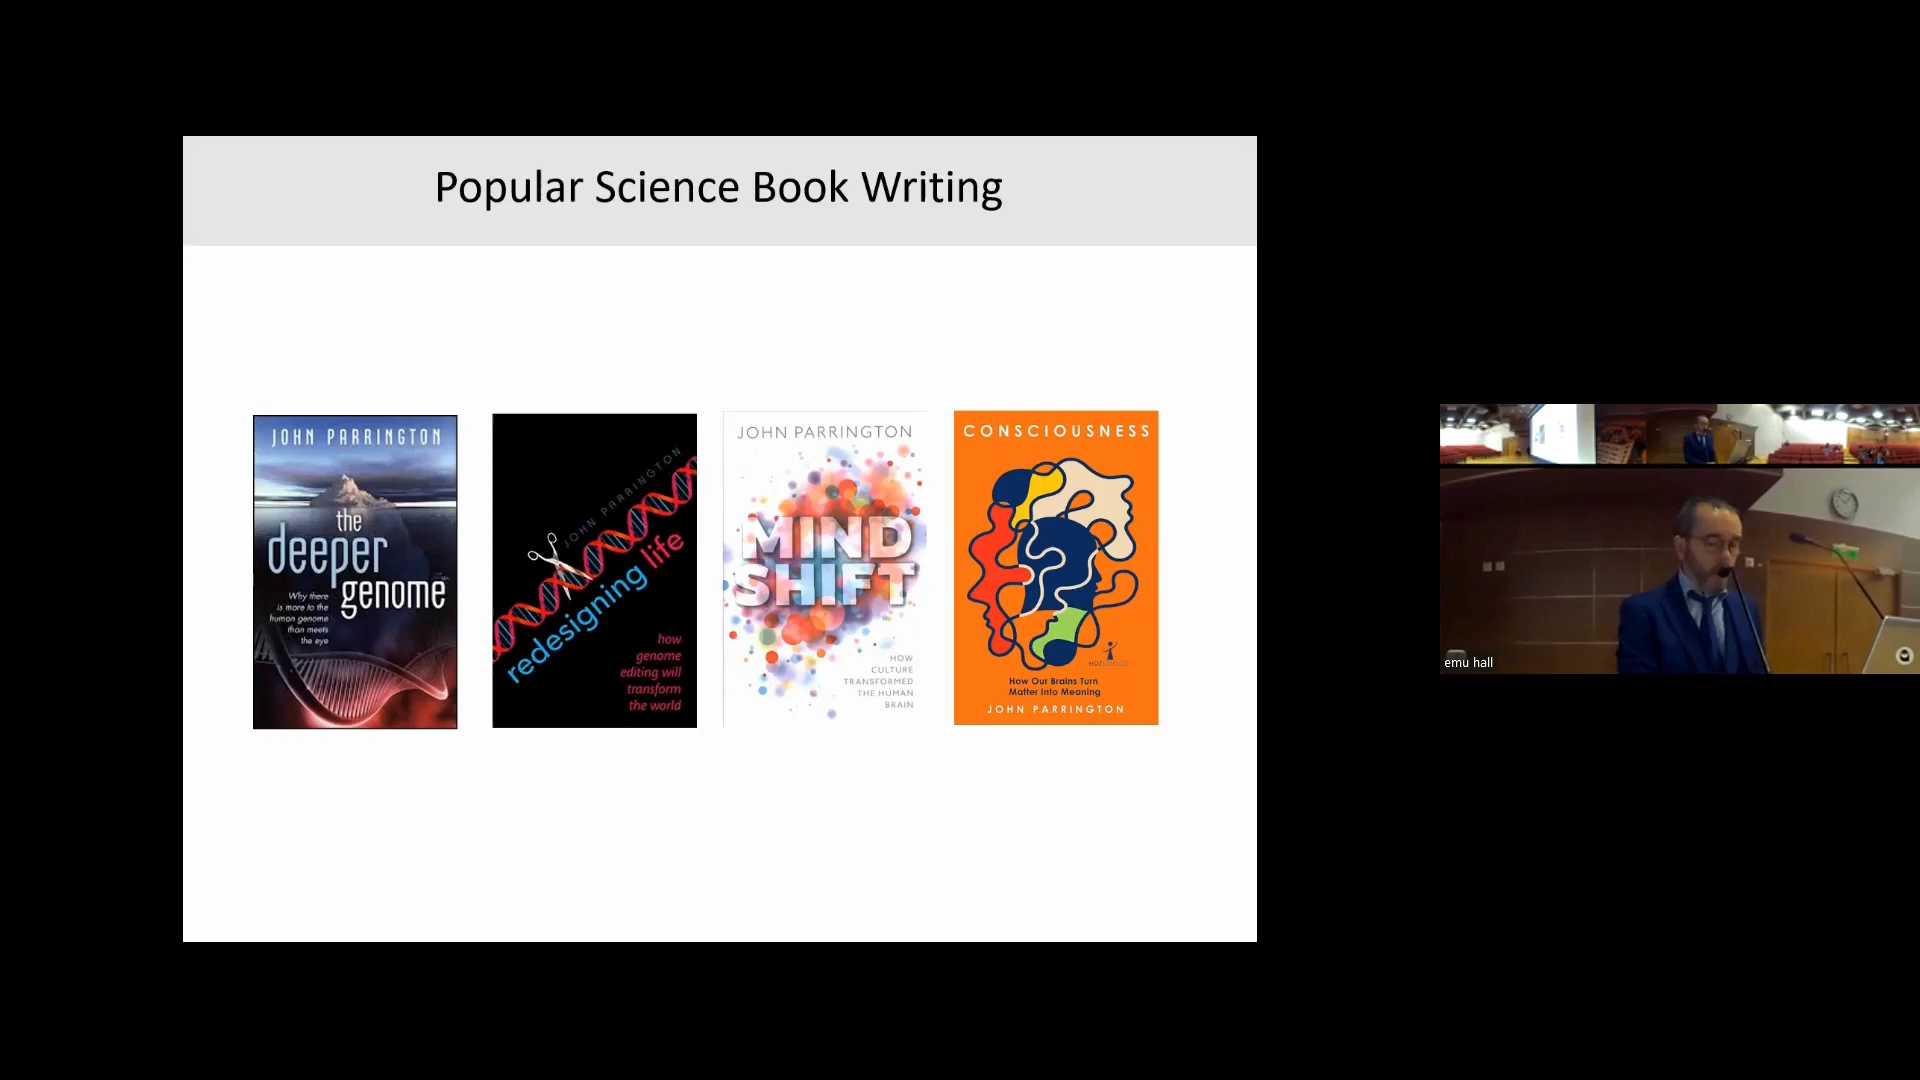 Popular Science Book Writing
JOHN PARRINGTON
the
deeper
genome
Why there
is more to the
human genome
than meets
the eye
JOHN PARRINGTON
redesigning life
how
genome
editing will
transform
the world
JOHN PARRINGTON
MIND
SHIFT
HOW
CULTURE
TRANSFORMED
THE HUMAN
BRAIN
CONSCIOUSNESS
HOTSCIENCE
How Our Brains Turn
Matter into Meaning
JOHN PARRINGTON
emu hall